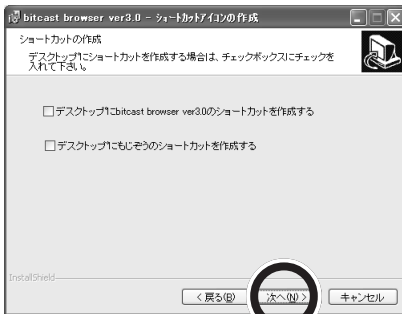 bitcast browser ver3.0 - ショートカットアイコンの作成
ショートカットの作成
デスクトップにショートカットを作成する場合は、チェックボックスにチェックを
入れて下さい。
デスクトップにbitcast browser ver3.0のショートカットを作成する
デスクトップにもじぞうのショートカットを作成する
InstallShield
< 戻る(B)
次へ(N) >
キャンセル